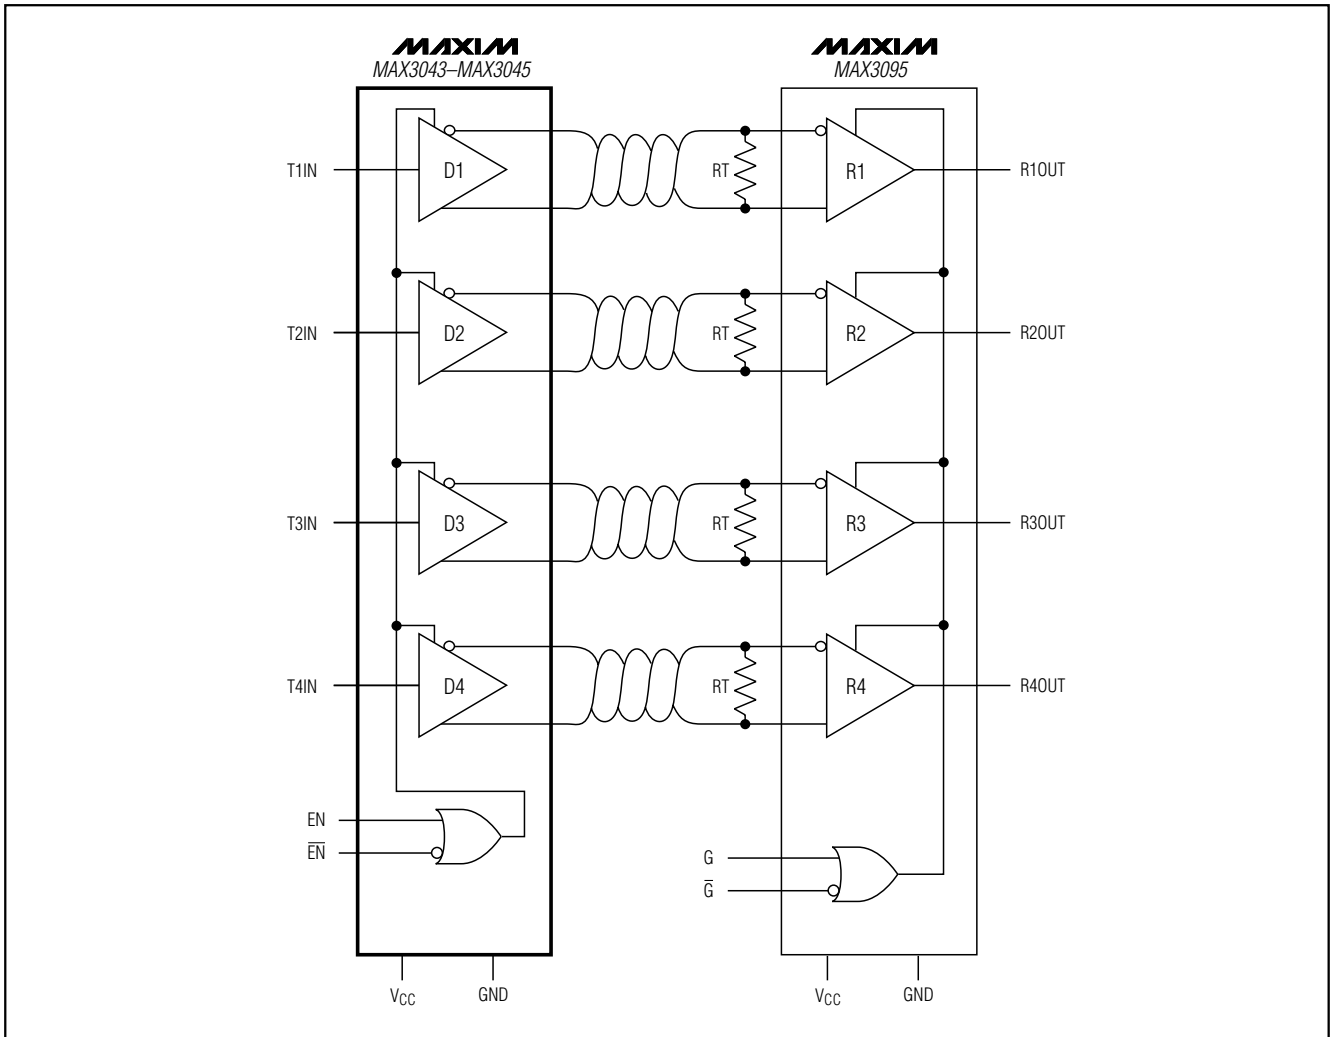 MAXIM
MAX3043–MAX3045
MAXIM
MAX3095
T1IN
D1
RT
R1
R1OUT
T2IN
D2
RT
R2
R2OUT
T3IN
D3
RT
R3
R3OUT
T4IN
D4
RT
R4
R4OUT
EN
E̅N̅
G
G̅
VCC
GND
VCC
GND